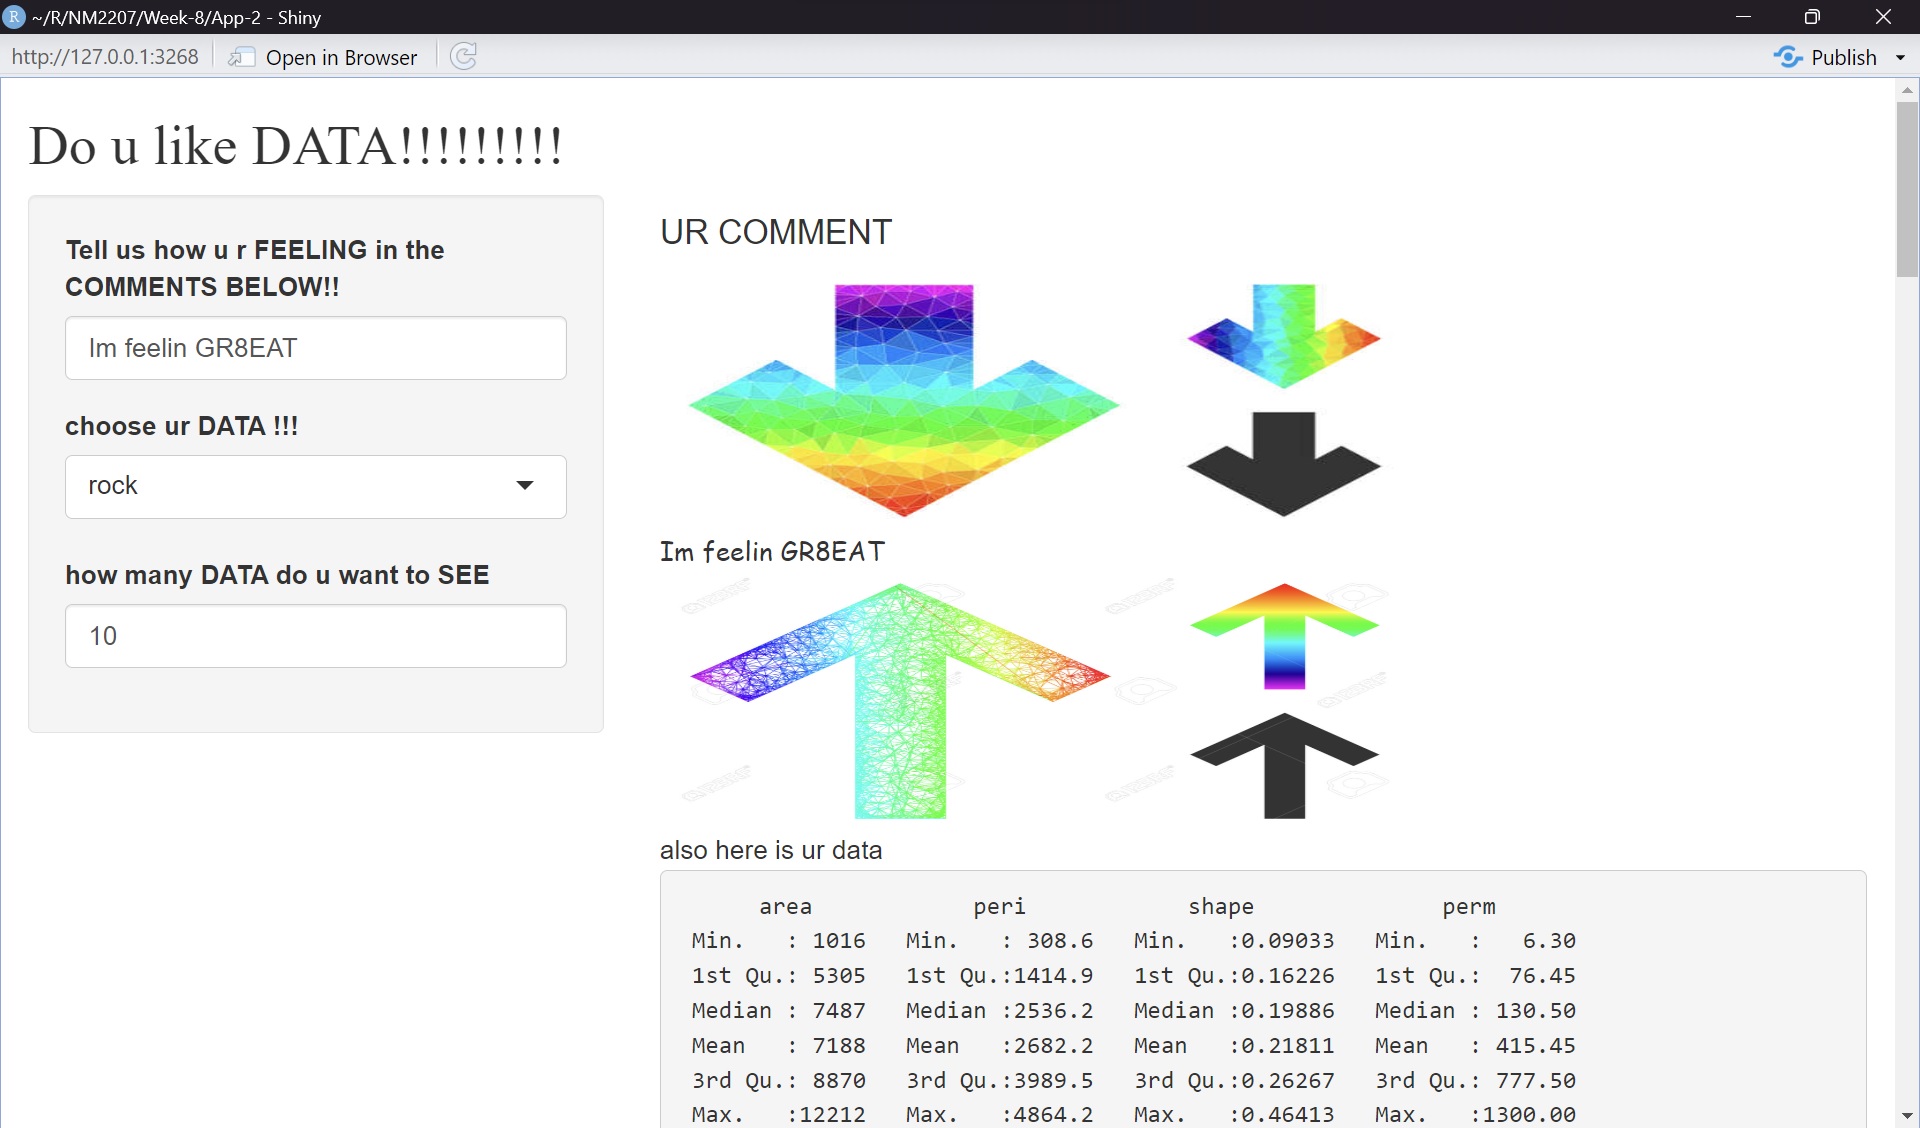 ~/R/NM2207/Week-8/App-2 - Shiny
http://127.0.0.1:3268 Open in Browser Publish
Do u like DATA!!!!!!!!!
Tell us how u r FEELING in the
COMMENTS BELOW!!
Im feelin GR8EAT
choose ur DATA !!!
rock
how many DATA do u want to SEE
10
UR COMMENT
Im feelin GR8EAT
also here is ur data
area peri shape perm
Min. : 1016 Min. : 308.6 Min. :0.09033 Min. : 6.30
1st Qu.: 5305 1st Qu.:1414.9 1st Qu.:0.16226 1st Qu.: 76.45
Median : 7487 Median :2536.2 Median :0.19886 Median : 130.50
Mean : 7188 Mean :2682.2 Mean :0.21811 Mean : 415.45
3rd Qu.: 8870 3rd Qu.:3989.5 3rd Qu.:0.26267 3rd Qu.: 777.50
Max. :12212 Max. :4864.2 Max. :0.46413 Max. :1300.00